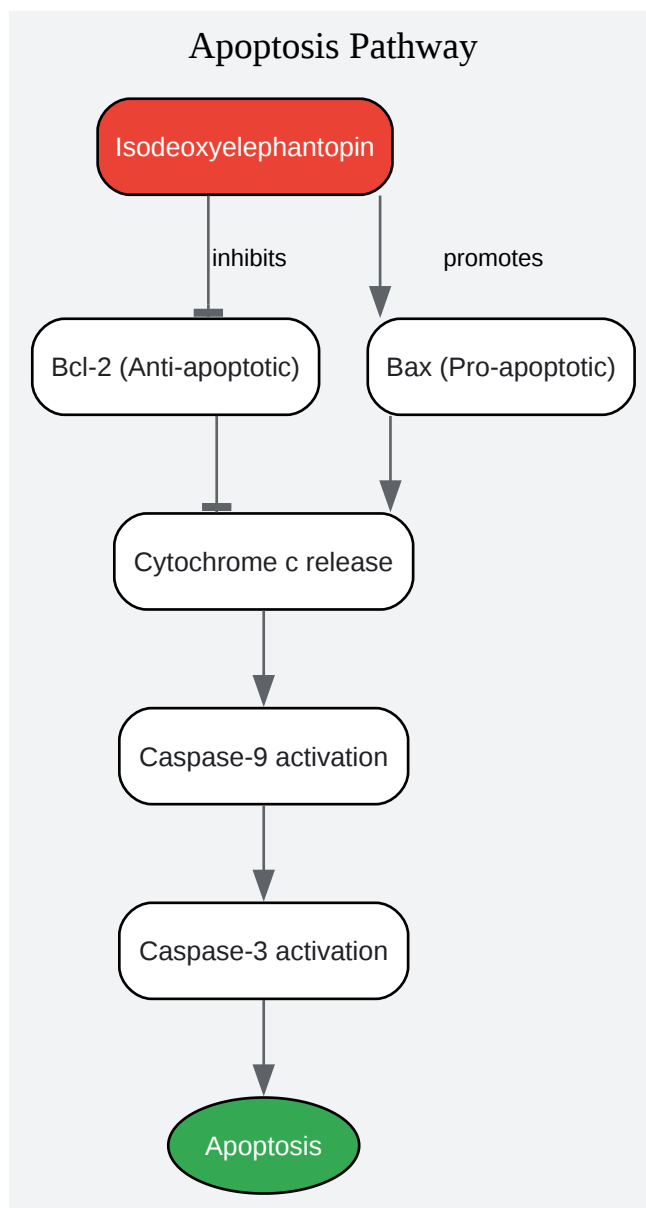 Apoptosis Pathway
Isodeoxyelephantopin
inhibits
promotes
Bcl-2 (Anti-apoptotic)
Bax (Pro-apoptotic)
Cytochrome c release
Caspase-9 activation
Caspase-3 activation
Apoptosis